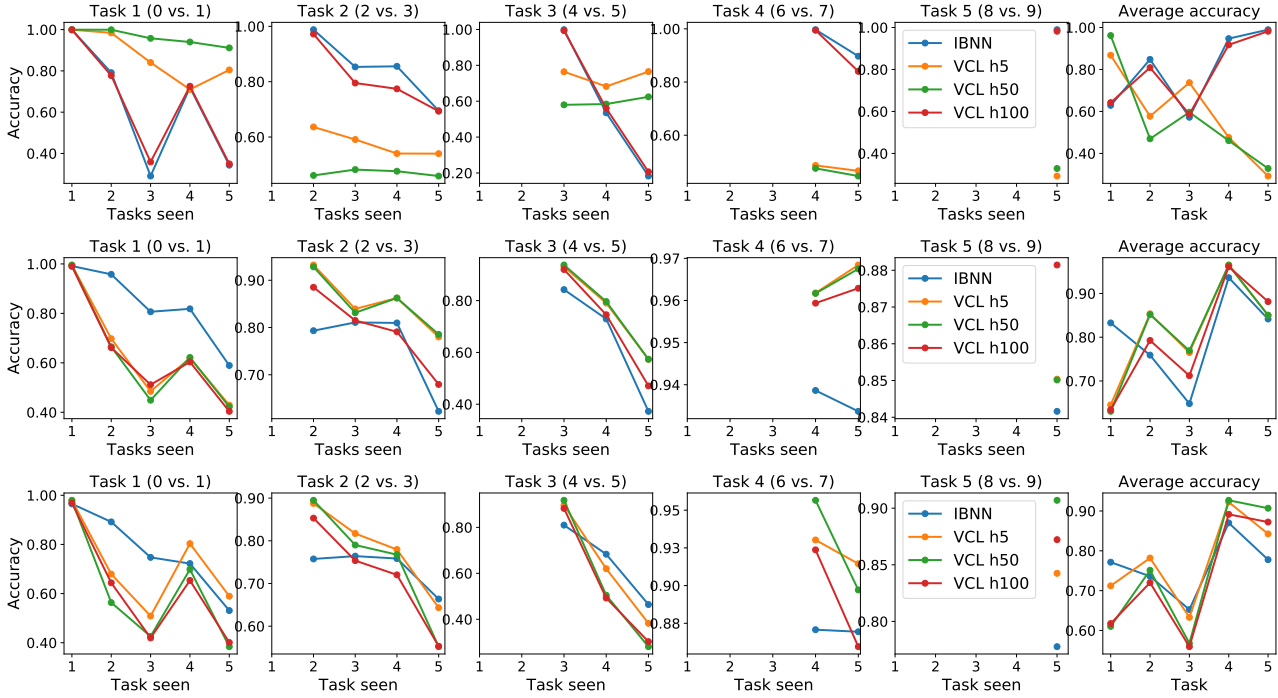 Task 1 (0 vs. 1)
Task 2 (2 vs. 3)
Task 3 (4 vs. 5)
Task 4 (6 vs. 7)
Task 5 (8 vs. 9)
Average accuracy
Accuracy
1.00
0.80
0.60
0.40
1 2 3 4 5
Tasks seen
1.00
0.80
0.60
1 2 3 4 5
Tasks seen
1.00
0.80
0.60
0.40
0.20
1 2 3 4 5
Tasks seen
1.00
0.80
0.60
1 2 3 4 5
Tasks seen
1.00
0.80
0.60
0.40
IBNN
VCL h5
VCL h50
VCL h100
1 2 3 4 5
Tasks seen
1.00
0.80
0.60
0.40
1 2 3 4 5
Task
Task 1 (0 vs. 1)
Task 2 (2 vs. 3)
Task 3 (4 vs. 5)
Task 4 (6 vs. 7)
Task 5 (8 vs. 9)
Average accuracy
Accuracy
1.00
0.80
0.60
0.40
1 2 3 4 5
Tasks seen
0.90
0.80
0.70
1 2 3 4 5
Tasks seen
0.80
0.60
0.40
1 2 3 4 5
Tasks seen
0.97
0.96
0.95
0.94
1 2 3 4 5
Tasks seen
0.88
0.87
0.86
0.85
0.84
IBNN
VCL h5
VCL h50
VCL h100
1 2 3 4 5
Tasks seen
0.90
0.80
0.70
1 2 3 4 5
Task
Task 1 (0 vs. 1)
Task 2 (2 vs. 3)
Task 3 (4 vs. 5)
Task 4 (6 vs. 7)
Task 5 (8 vs. 9)
Average accuracy
Accuracy
1.00
0.80
0.60
0.40
1 2 3 4 5
Task seen
0.90
0.80
0.70
0.60
1 2 3 4 5
Task seen
0.80
0.60
0.40
1 2 3 4 5
Task seen
0.95
0.93
0.90
0.88
1 2 3 4 5
Task seen
0.90
0.85
0.80
IBNN
VCL h5
VCL h50
VCL h100
1 2 3 4 5
Task seen
0.90
0.80
0.70
0.60
1 2 3 4 5
Task